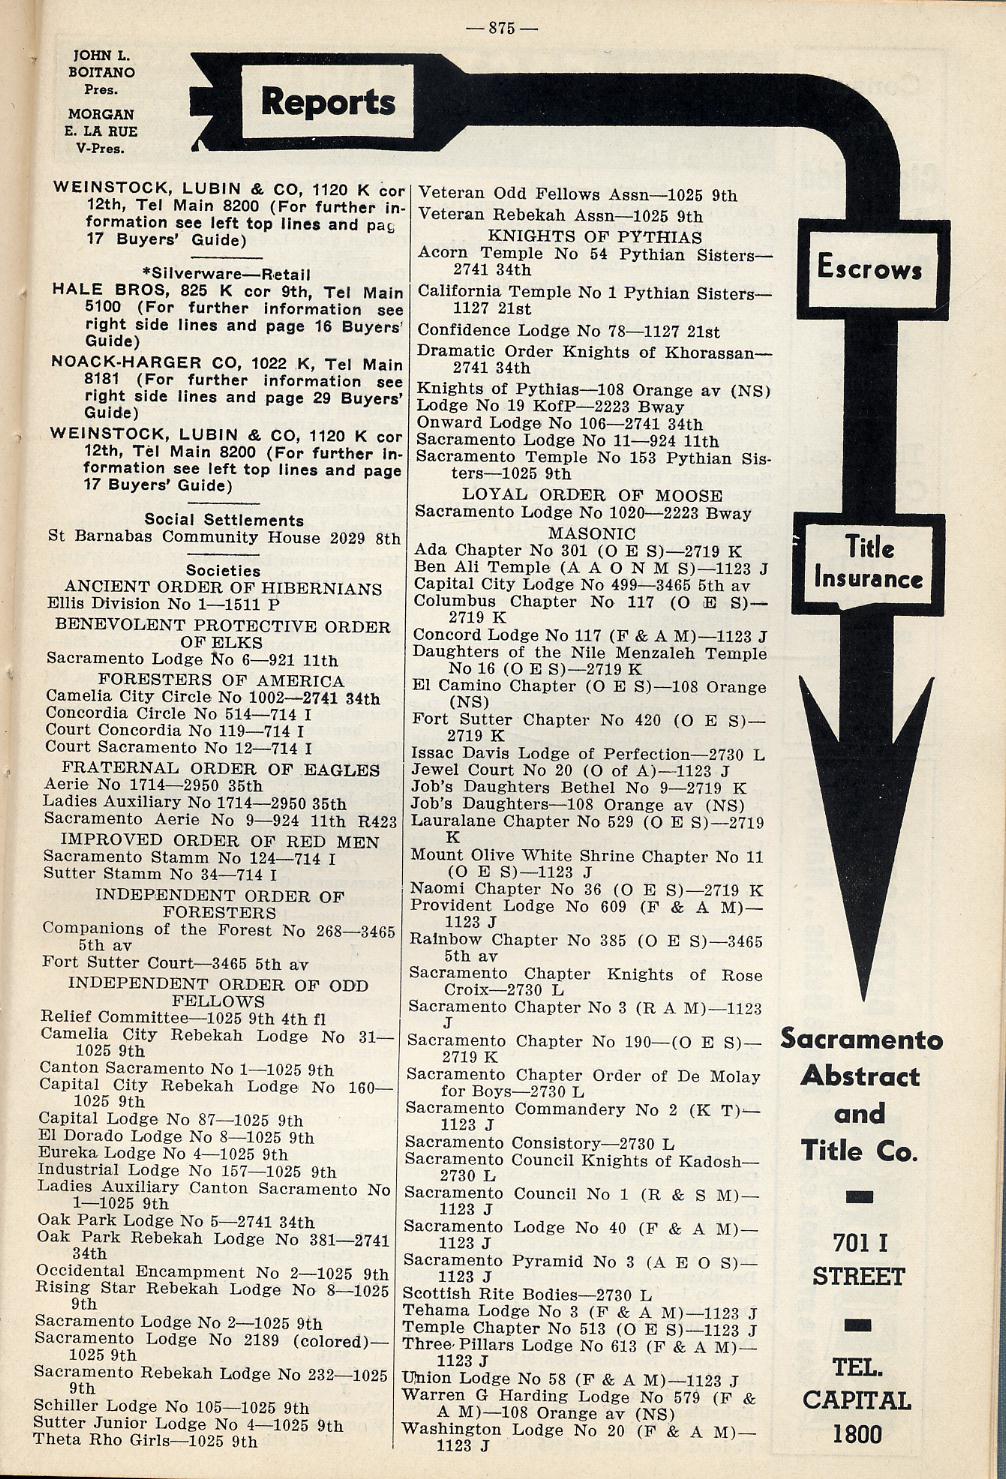 — 875 —
JOHN L.
BOITANO
Pres.
MORGAN
E. LA RUE
V-Pres.
Reports
WEINSTOCK, LUBIN & CO, 1120 K cor
12th, Tel Main 8200 (For further in-
formation see left top lines and pag
17 Buyers' Guide)
*Silverware—Retail
HALE BROS, 825 K cor 9th, Tel Main
5100 (For further information see
right side lines and page 16 Buyers'
Guide)
NOACK-HARGER CO, 1022 K, Tel Main
8181 (For further information see
right side lines and page 29 Buyers'
Guide)
WEINSTOCK, LUBIN & CO, 1120 K cor
12th, Tel Main 8200 (For further in-
formation see left top lines and page
17 Buyers' Guide)
Social Settlements
St Barnabas Community House 2029 8th
Societies
ANCIENT ORDER OF HIBERNIANS
Ellis Division No 1—1511 P
BENEVOLENT PROTECTIVE ORDER
OF ELKS
Sacramento Lodge No 6—921 11th
FORESTERS OF AMERICA
Camelia City Circle No 1002—2741 34th
Concordia Circle No 514—714 I
Court Concordia No 119—714 I
Court Sacramento No 12—714 I
FRATERNAL ORDER OF EAGLES
Aerie No 1714—2950 35th
Ladies Auxiliary No 1714—2950 35th
Sacramento Aerie No 9—924 11th R423
IMPROVED ORDER OF RED MEN
Sacramento Stamm No 124—714 I
Sutter Stamm No 34—714 I
INDEPENDENT ORDER OF
FORESTERS
Companions of the Forest No 268—3465
5th av
Fort Sutter Court—3465 5th av
INDEPENDENT ORDER OF ODD
FELLOWS
Relief Committee—1025 9th 4th fl
Camelia City Rebekah Lodge No 31—
1025 9th
Canton Sacramento No 1—1025 9th
Capital City Rebekah Lodge No 160—
1025 9th
Capital Lodge No 87—1025 9th
El Dorado Lodge No 8—1025 9th
Eureka Lodge No 4—1025 9th
Industrial Lodge No 157—1025 9th
Ladies Auxiliary Canton Sacramento No
1—1025 9th
Oak Park Lodge No 5—2741 34th
Oak Park Rebekah Lodge No 381—2741
34th
Occidental Encampment No 2—1025 9th
Rising Star Rebekah Lodge No 8—1025
9th
Sacramento Lodge No 2—1025 9th
Sacramento Lodge No 2189 (colored)—
1025 9th
Sacramento Rebekah Lodge No 232—1025
9th
Schiller Lodge No 105—1025 9th
Sutter Junior Lodge No 4—1025 9th
Theta Rho Girls—1025 9th
Veteran Odd Fellows Assn—1025 9th
Veteran Rebekah Assn—1025 9th
KNIGHTS OF PYTHIAS
Acorn Temple No 54 Pythian Sisters—
2741 34th
California Temple No 1 Pythian Sisters—
1127 21st
Confidence Lodge No 78—1127 21st
Dramatic Order Knights of Khorassan—
2741 34th
Knights of Pythias—108 Orange av (NS)
Lodge No 19 KofP—2223 Bway
Onward Lodge No 106—2741 34th
Sacramento Lodge No 11—924 11th
Sacramento Temple No 153 Pythian Sis-
ters—1025 9th
LOYAL ORDER OF MOOSE
Sacramento Lodge No 1020—2223 Bway
MASONIC
Ada Chapter No 301 (O E S)—2719 K
Ben Ali Temple (A A O N M S)—1123 J
Capital City Lodge No 499—3465 5th av
Columbus Chapter No 117 (O E S)—
2719 K
Concord Lodge No 117 (F & A M)—1123 J
Daughters of the Nile Menzaleh Temple
No 16 (O E S)—2719 K
El Camino Chapter (O E S)—108 Orange
(NS)
Fort Sutter Chapter No 420 (O E S)—
2719 K
Issac Davis Lodge of Perfection—2730 L
Jewel Court No 20 (O of A)—1123 J
Job's Daughters Bethel No 9—2719 K
Job's Daughters—108 Orange av (NS)
Lauralane Chapter No 529 (O E S)—2719
K
Mount Olive White Shrine Chapter No 11
(O E S)—1123 J
Naomi Chapter No 36 (O E S)—2719 K
Provident Lodge No 609 (F & A M)—
1123 J
Rainbow Chapter No 385 (O E S)—3465
5th av
Sacramento Chapter Knights of Rose
Croix—2730 L
Sacramento Chapter No 3 (R A M)—1123
J
Sacramento Chapter No 190—(O E S)—
2719 K
Sacramento Chapter Order of De Molay
for Boys—2730 L
Sacramento Commandery No 2 (K T)—
1123 J
Sacramento Consistory—2730 L
Sacramento Council Knights of Kadosh—
2730 L
Sacramento Council No 1 (R & S M)—
1123 J
Sacramento Lodge No 40 (F & A M)—
1123 J
Sacramento Pyramid No 3 (A E O S)—
1123 J
Scottish Rite Bodies—2730 L
Tehama Lodge No 3 (F & A M)—1123 J
Temple Chapter No 513 (O E S)—1123 J
Three Pillars Lodge No 613 (F & A M)—
1123 J
Union Lodge No 58 (F & A M)—1123 J
Warren G Harding Lodge No 579 (F &
A M)—108 Orange av (NS)
Washington Lodge No 20 (F & A M)—
1123 J
Escrows
Title
Insurance
Sacramento
Abstract
and
Title Co.
701 I
STREET
TEL.
CAPITAL
1800